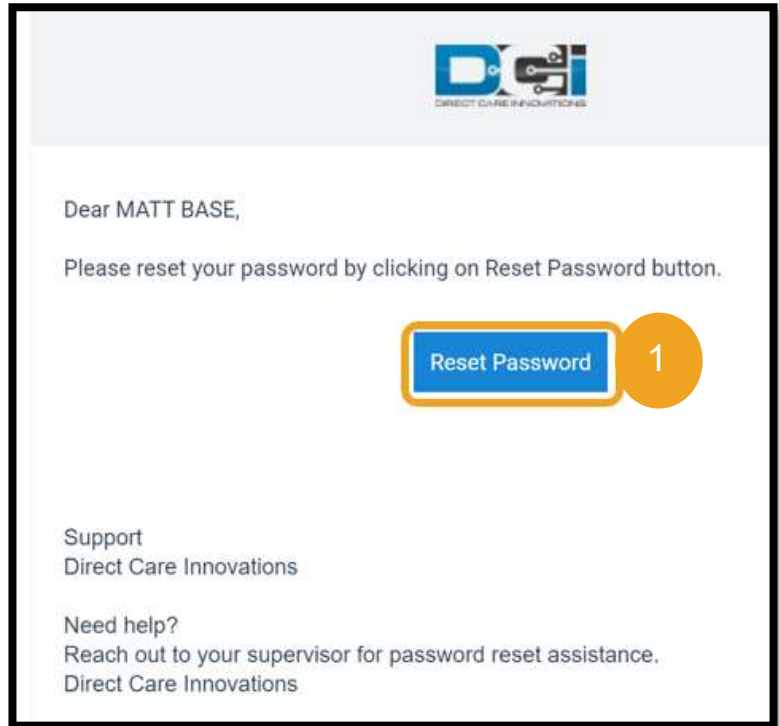 DCi
DIRECT CARE INNOVATIONS
Dear MATT BASE,
Please reset your password by clicking on Reset Password button.
Reset Password
1
Support
Direct Care Innovations
Need help?
Reach out to your supervisor for password reset assistance.
Direct Care Innovations